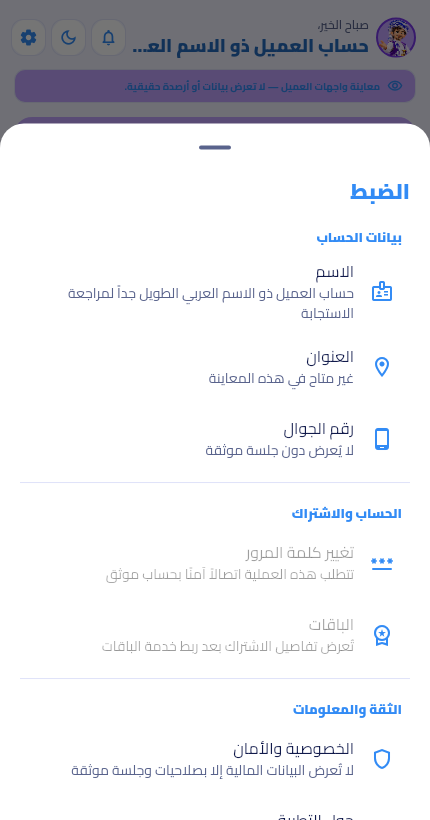 صباح الخير،
حساب العميل ذو الاسم الع...
معاينة واجهات العميل — لا تعرض بيانات أو أرصدة حقيقية.
الضبط
بيانات الحساب
الاسم
حساب العميل ذو الاسم العربي الطويل جداً لمراجعة
الاستجابة
العنوان
غير متاح في هذه المعاينة
رقم الجوال
لا يُعرض دون جلسة موثقة
الحساب والاشتراك
تغيير كلمة المرور
تتطلب هذه العملية اتصالاً آمنًا بحساب موثق
الباقات
تُعرض تفاصيل الاشتراك بعد ربط خدمة الباقات
الثقة والمعلومات
الخصوصية والأمان
لا تُعرض البيانات المالية إلا بصلاحيات وجلسة موثقة
حول التطبيق